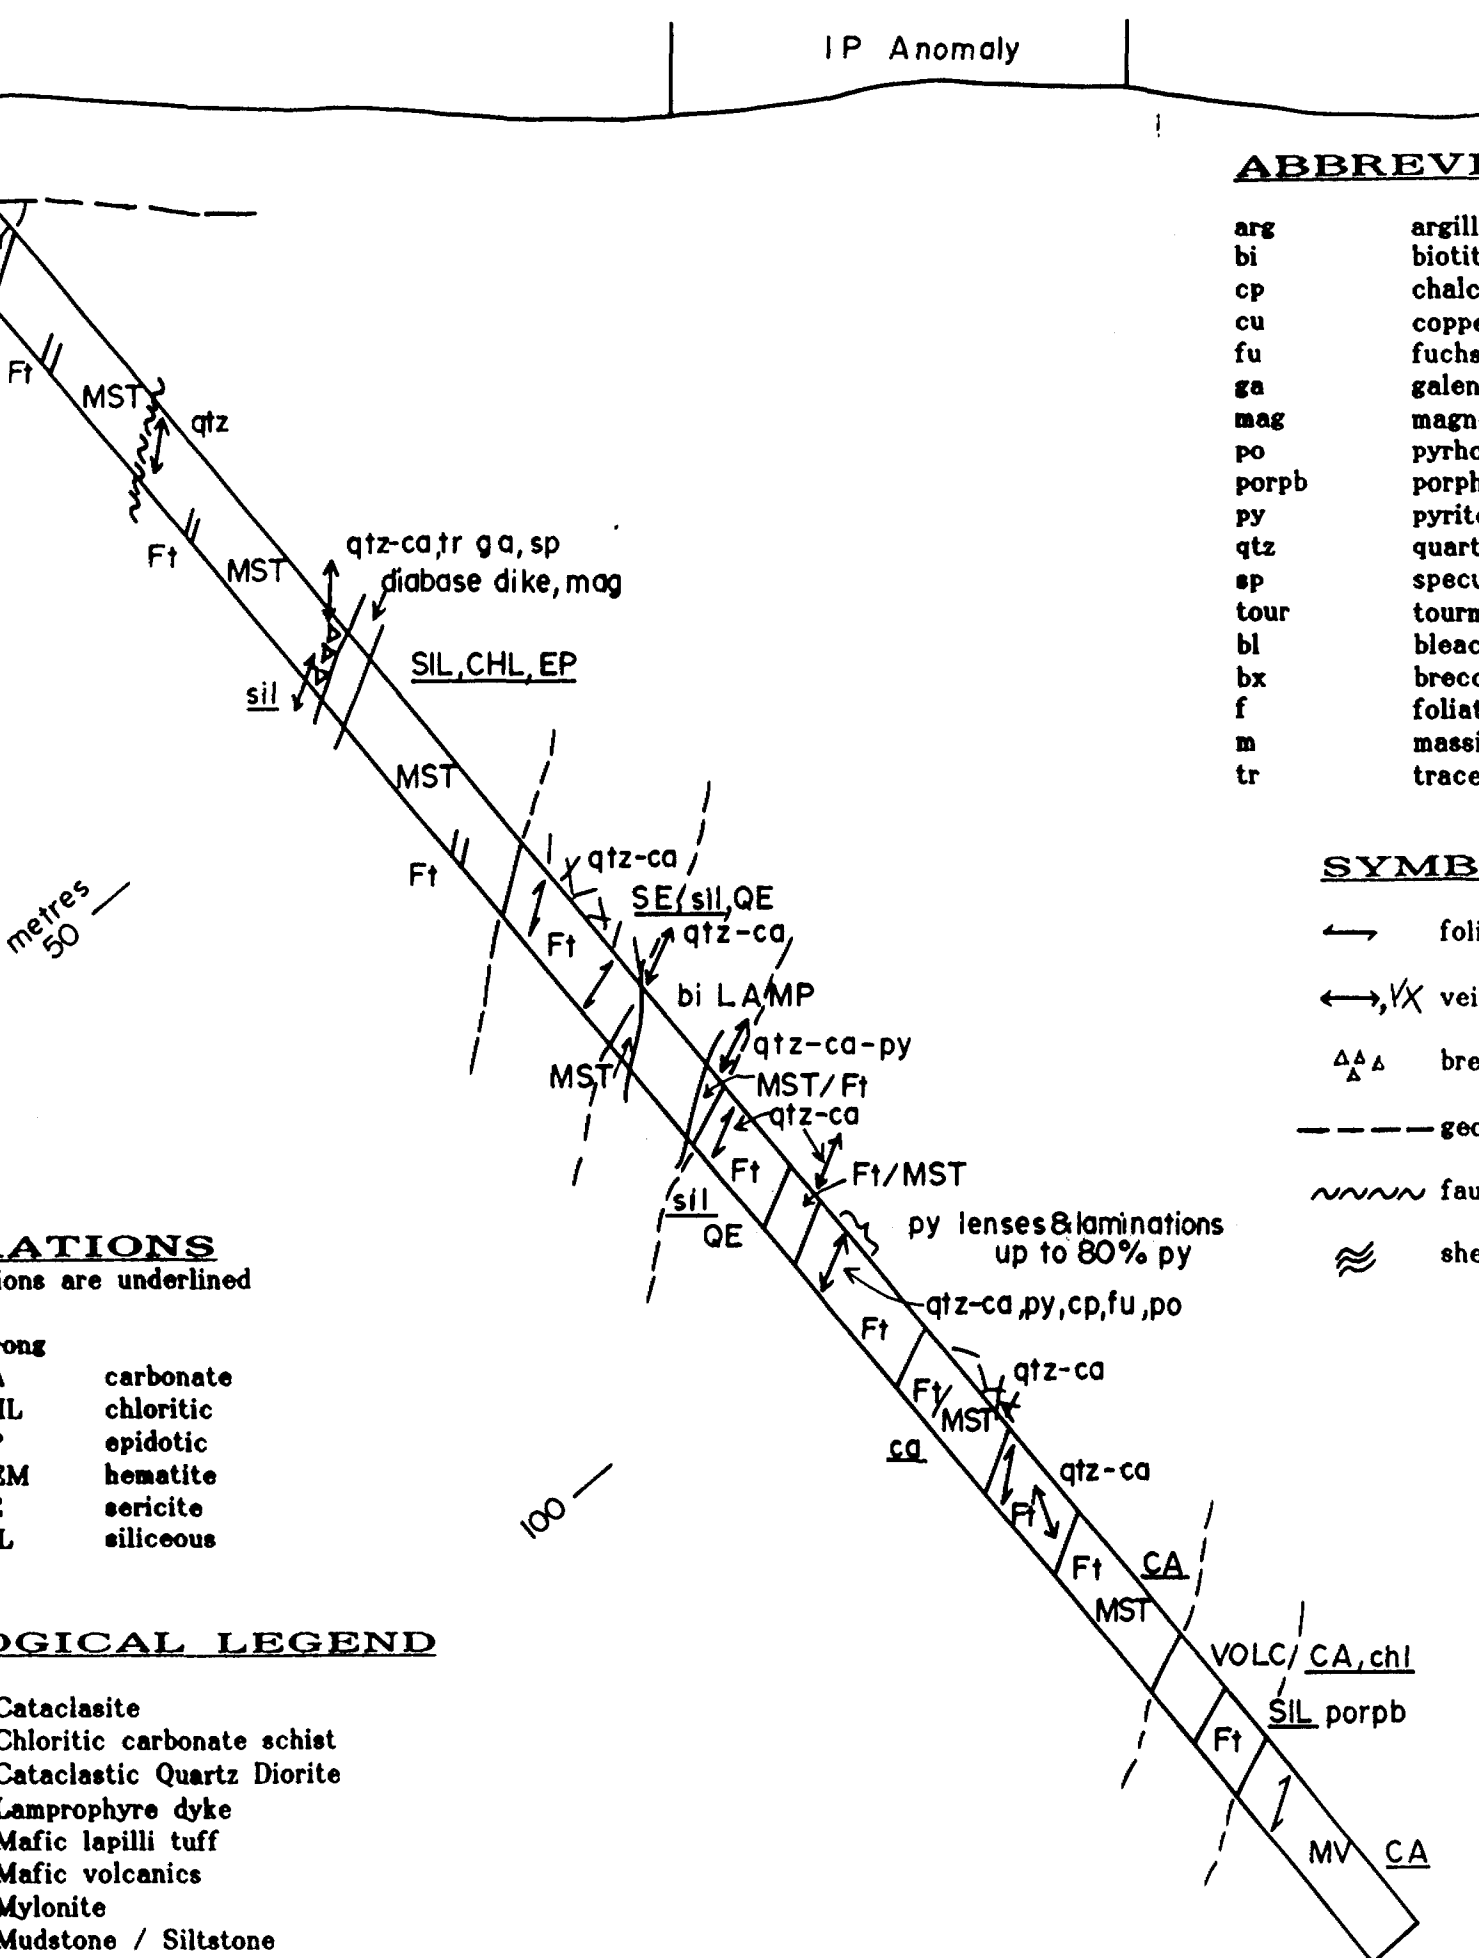 IP Anomaly
ABBREVI
arg argill
bi biotit
cp chalc
cu coppe
fu fuchs
ga galen
mag magn
po pyrho
porpb porph
py pyrit
qtz quart
sp specu
tour tourm
bl bleac
bx brecc
f foliat
m massi
tr trace
SYMB
foli
vei
bre
geo
fau
she
Ft
MST
qtz
Ft
MST
qtz-ca,tr ga,sp
diabase dike,mag
SIL,CHL,EP
sil
MST
Ft
metres
50
qtz-ca
SE/sil,QE
qtz-ca
Ft
bi LAMP
MST
qtz-ca-py
MST/Ft
qtz-ca
Ft
Ft/MST
sil
QE
py lenses&laminations
up to 80% py
qtz-ca,py,cp,fu,po
Ft
qtz-ca
Ft/
MST
ca
qtz-ca
Ft
100
Ft
CA
MST
VOLC/CA,chl
SIL porpb
Ft
MV
CA
RATIONS
ions are underlined
rong
A carbonate
HL chloritic
P epidotic
EM hematite
E sericite
L siliceous
OGICAL LEGEND
Cataclasite
Chloritic carbonate schist
Cataclastic Quartz Diorite
Lamprophyre dyke
Mafic lapilli tuff
Mafic volcanics
Mylonite
Mudstone / Siltstone